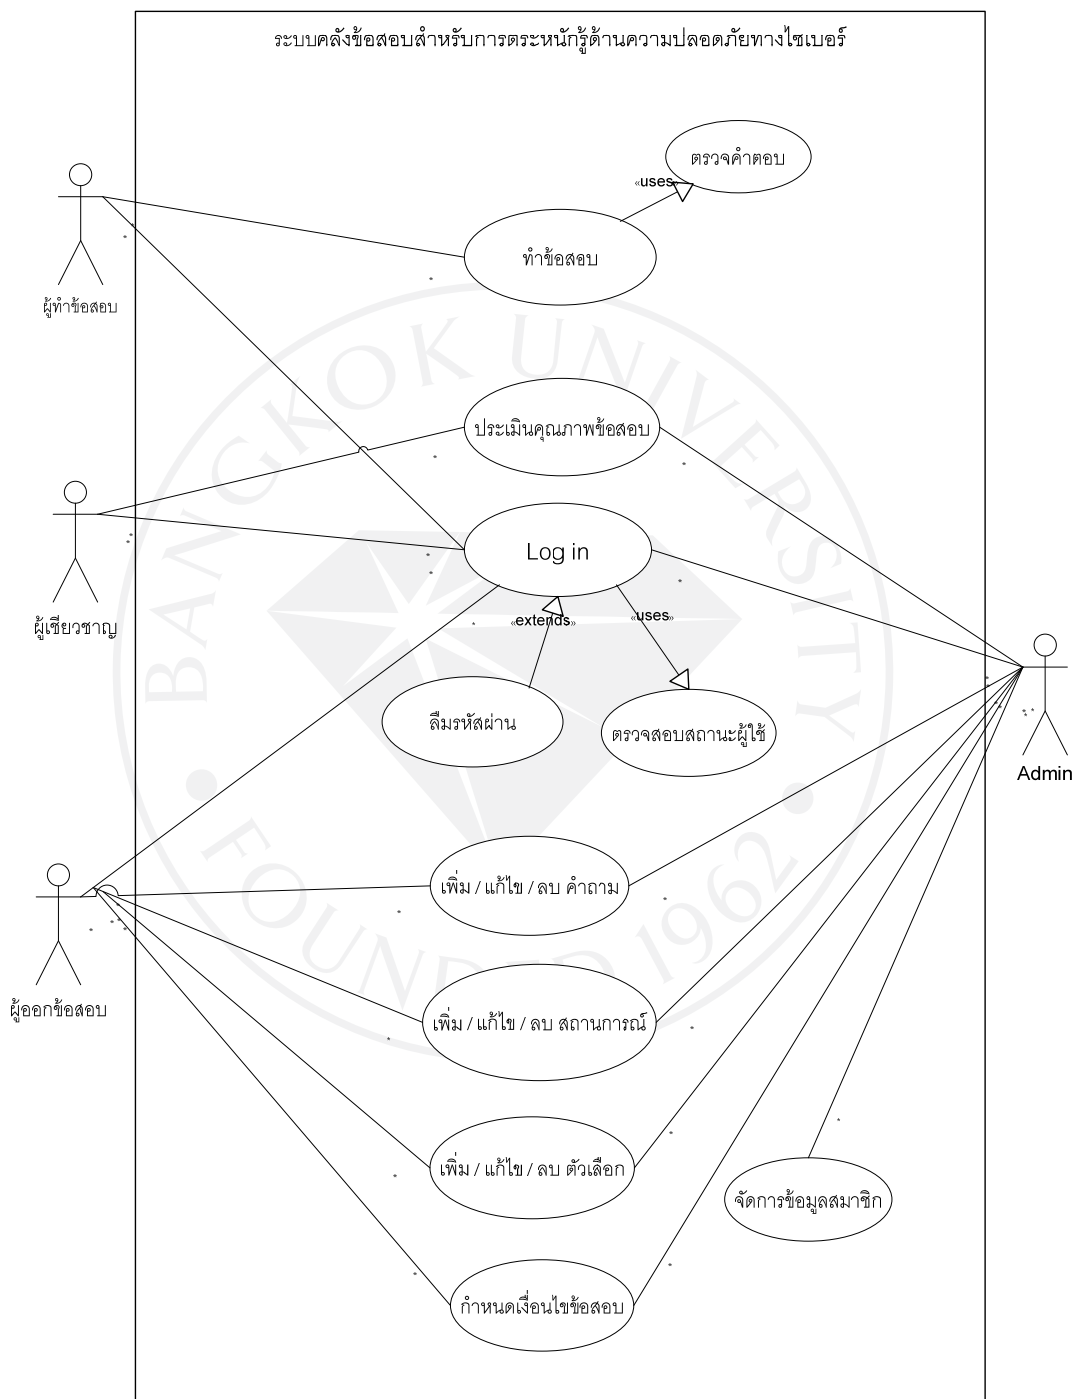 ระบบคลังข้อสอบสำหรับการตระหนักรู้ด้านความปลอดภัยทางไซเบอร์
ตรวจคำตอบ
«uses»
ทำข้อสอบ
ผู้ทำข้อสอบ
BANGKOK UNIVERSITY
ประเมินคุณภาพข้อสอบ
Log in
ผู้เชียวชาญ
«extends»
«uses»
ลืมรหัสผ่าน
ตรวจสอบสถานะผู้ใช้
Admin
เพิ่ม / แก้ไข / ลบ คำถาม
FOUNDED 1962
ผู้ออกข้อสอบ
เพิ่ม / แก้ไข / ลบ สถานการณ์
เพิ่ม / แก้ไข / ลบ ตัวเลือก
จัดการข้อมูลสมาชิก
กำหนดเงื่อนไขข้อสอบ